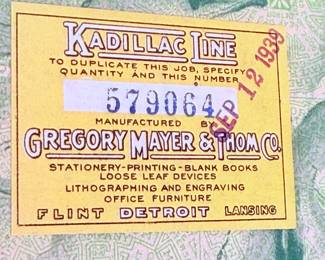 KADILLAC LINE
TO DUPLICATE THIS JOB, SPECIFY
QUANTITY AND THIS NUMBER
579064
SEP 12 1939
MANUFACTURED BY
GREGORY MAYER & THOM CO.
STATIONERY-PRINTING-BLANK BOOKS
LOOSE LEAF DEVICES
LITHOGRAPHING AND ENGRAVING
OFFICE FURNITURE
FLINT DETROIT LANSING